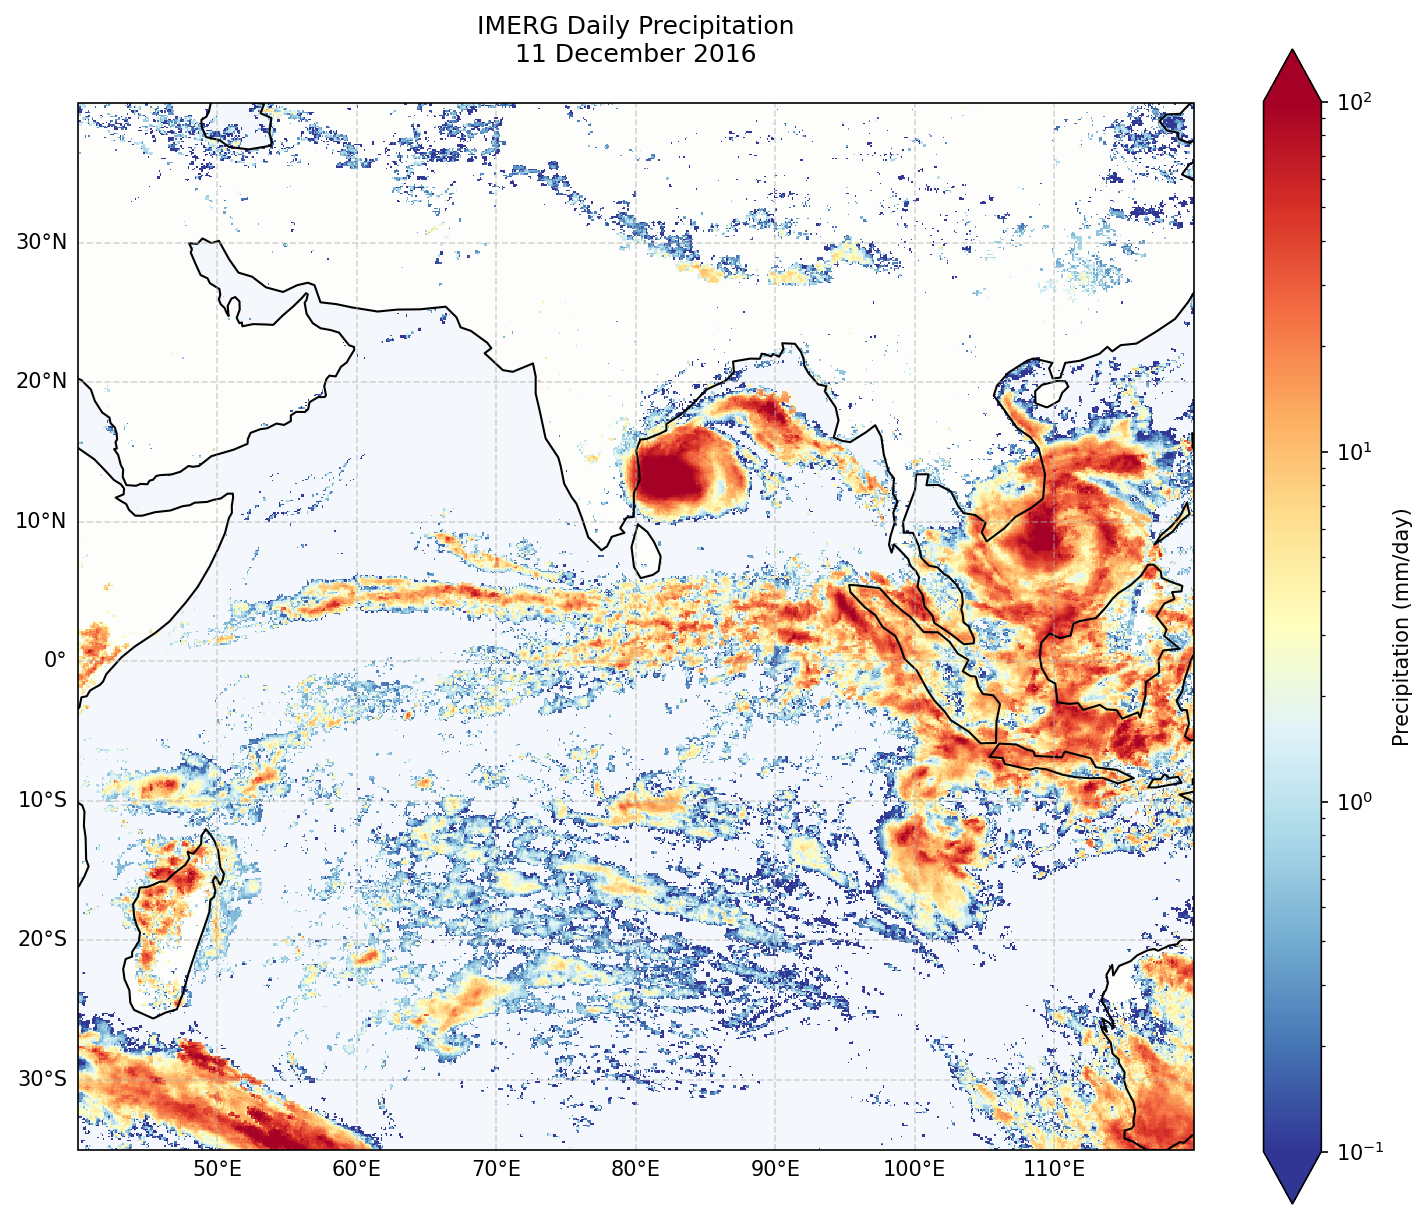 IMERG Daily Precipitation
11 December 2016
30°N
20°N
10°N
0°
10°S
20°S
30°S
50°E
60°E
70°E
80°E
90°E
100°E
110°E
10²
10¹
10⁰
10⁻¹
Precipitation (mm/day)